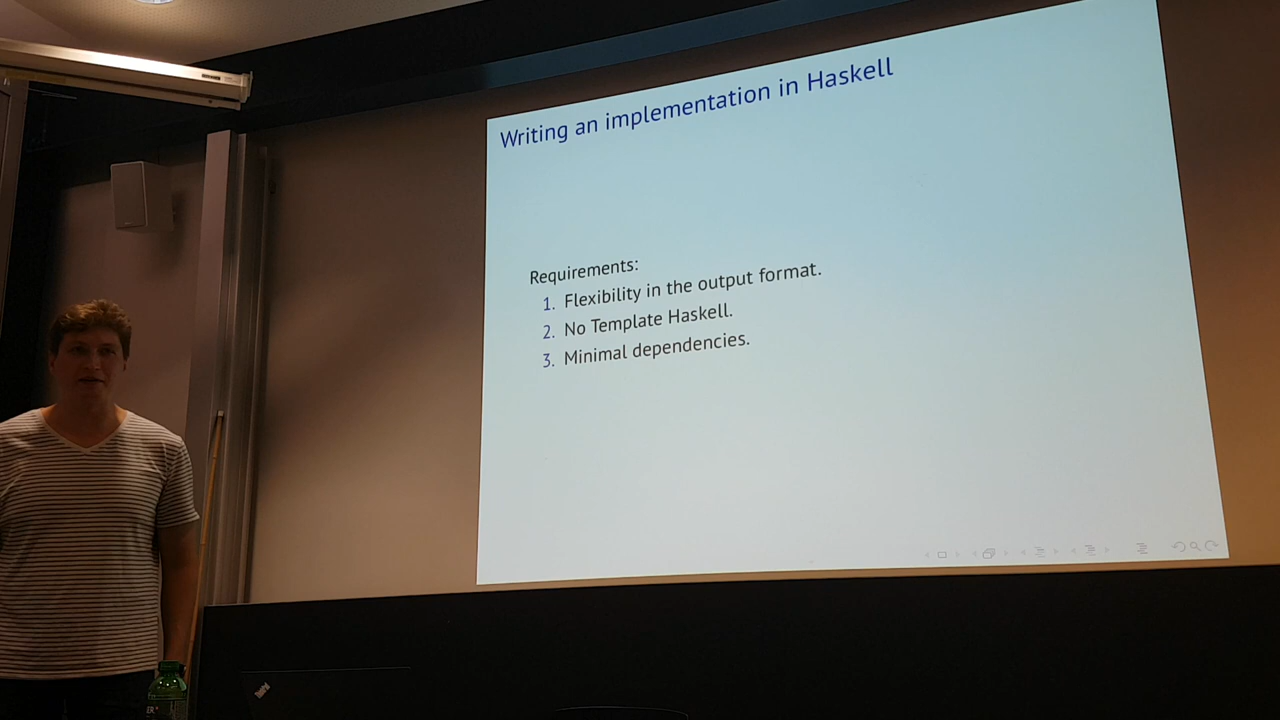 Writing an implementation in Haskell
Requirements:
1. Flexibility in the output format.
2. No Template Haskell.
3. Minimal dependencies.
ThinkPad